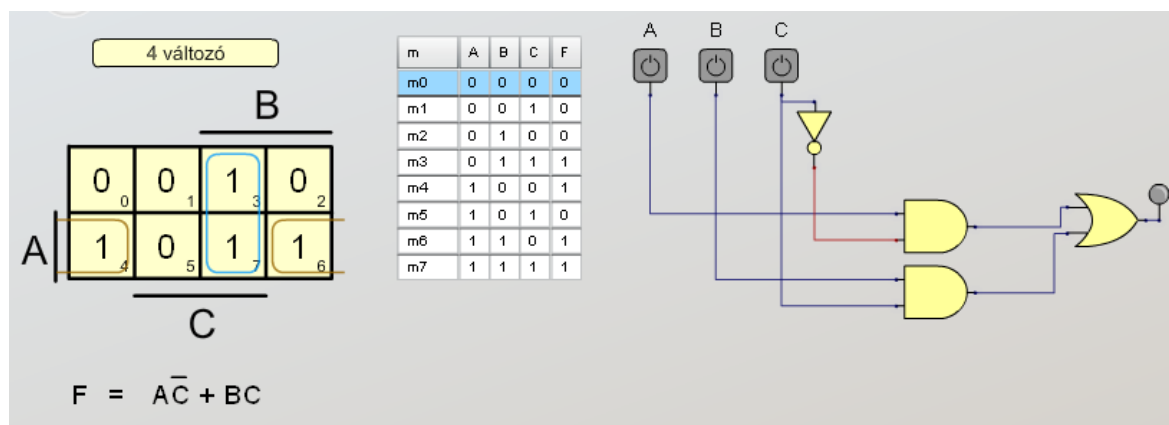 4 változó
B
0 0 0 1 1 3 0 2
A
1 4 0 5 1 7 1 6
C
F = AC̅ + BC
m A B C F
m0 0 0 0 0
m1 0 0 1 0
m2 0 1 0 0
m3 0 1 1 1
m4 1 0 0 1
m5 1 0 1 0
m6 1 1 0 1
m7 1 1 1 1
A B C